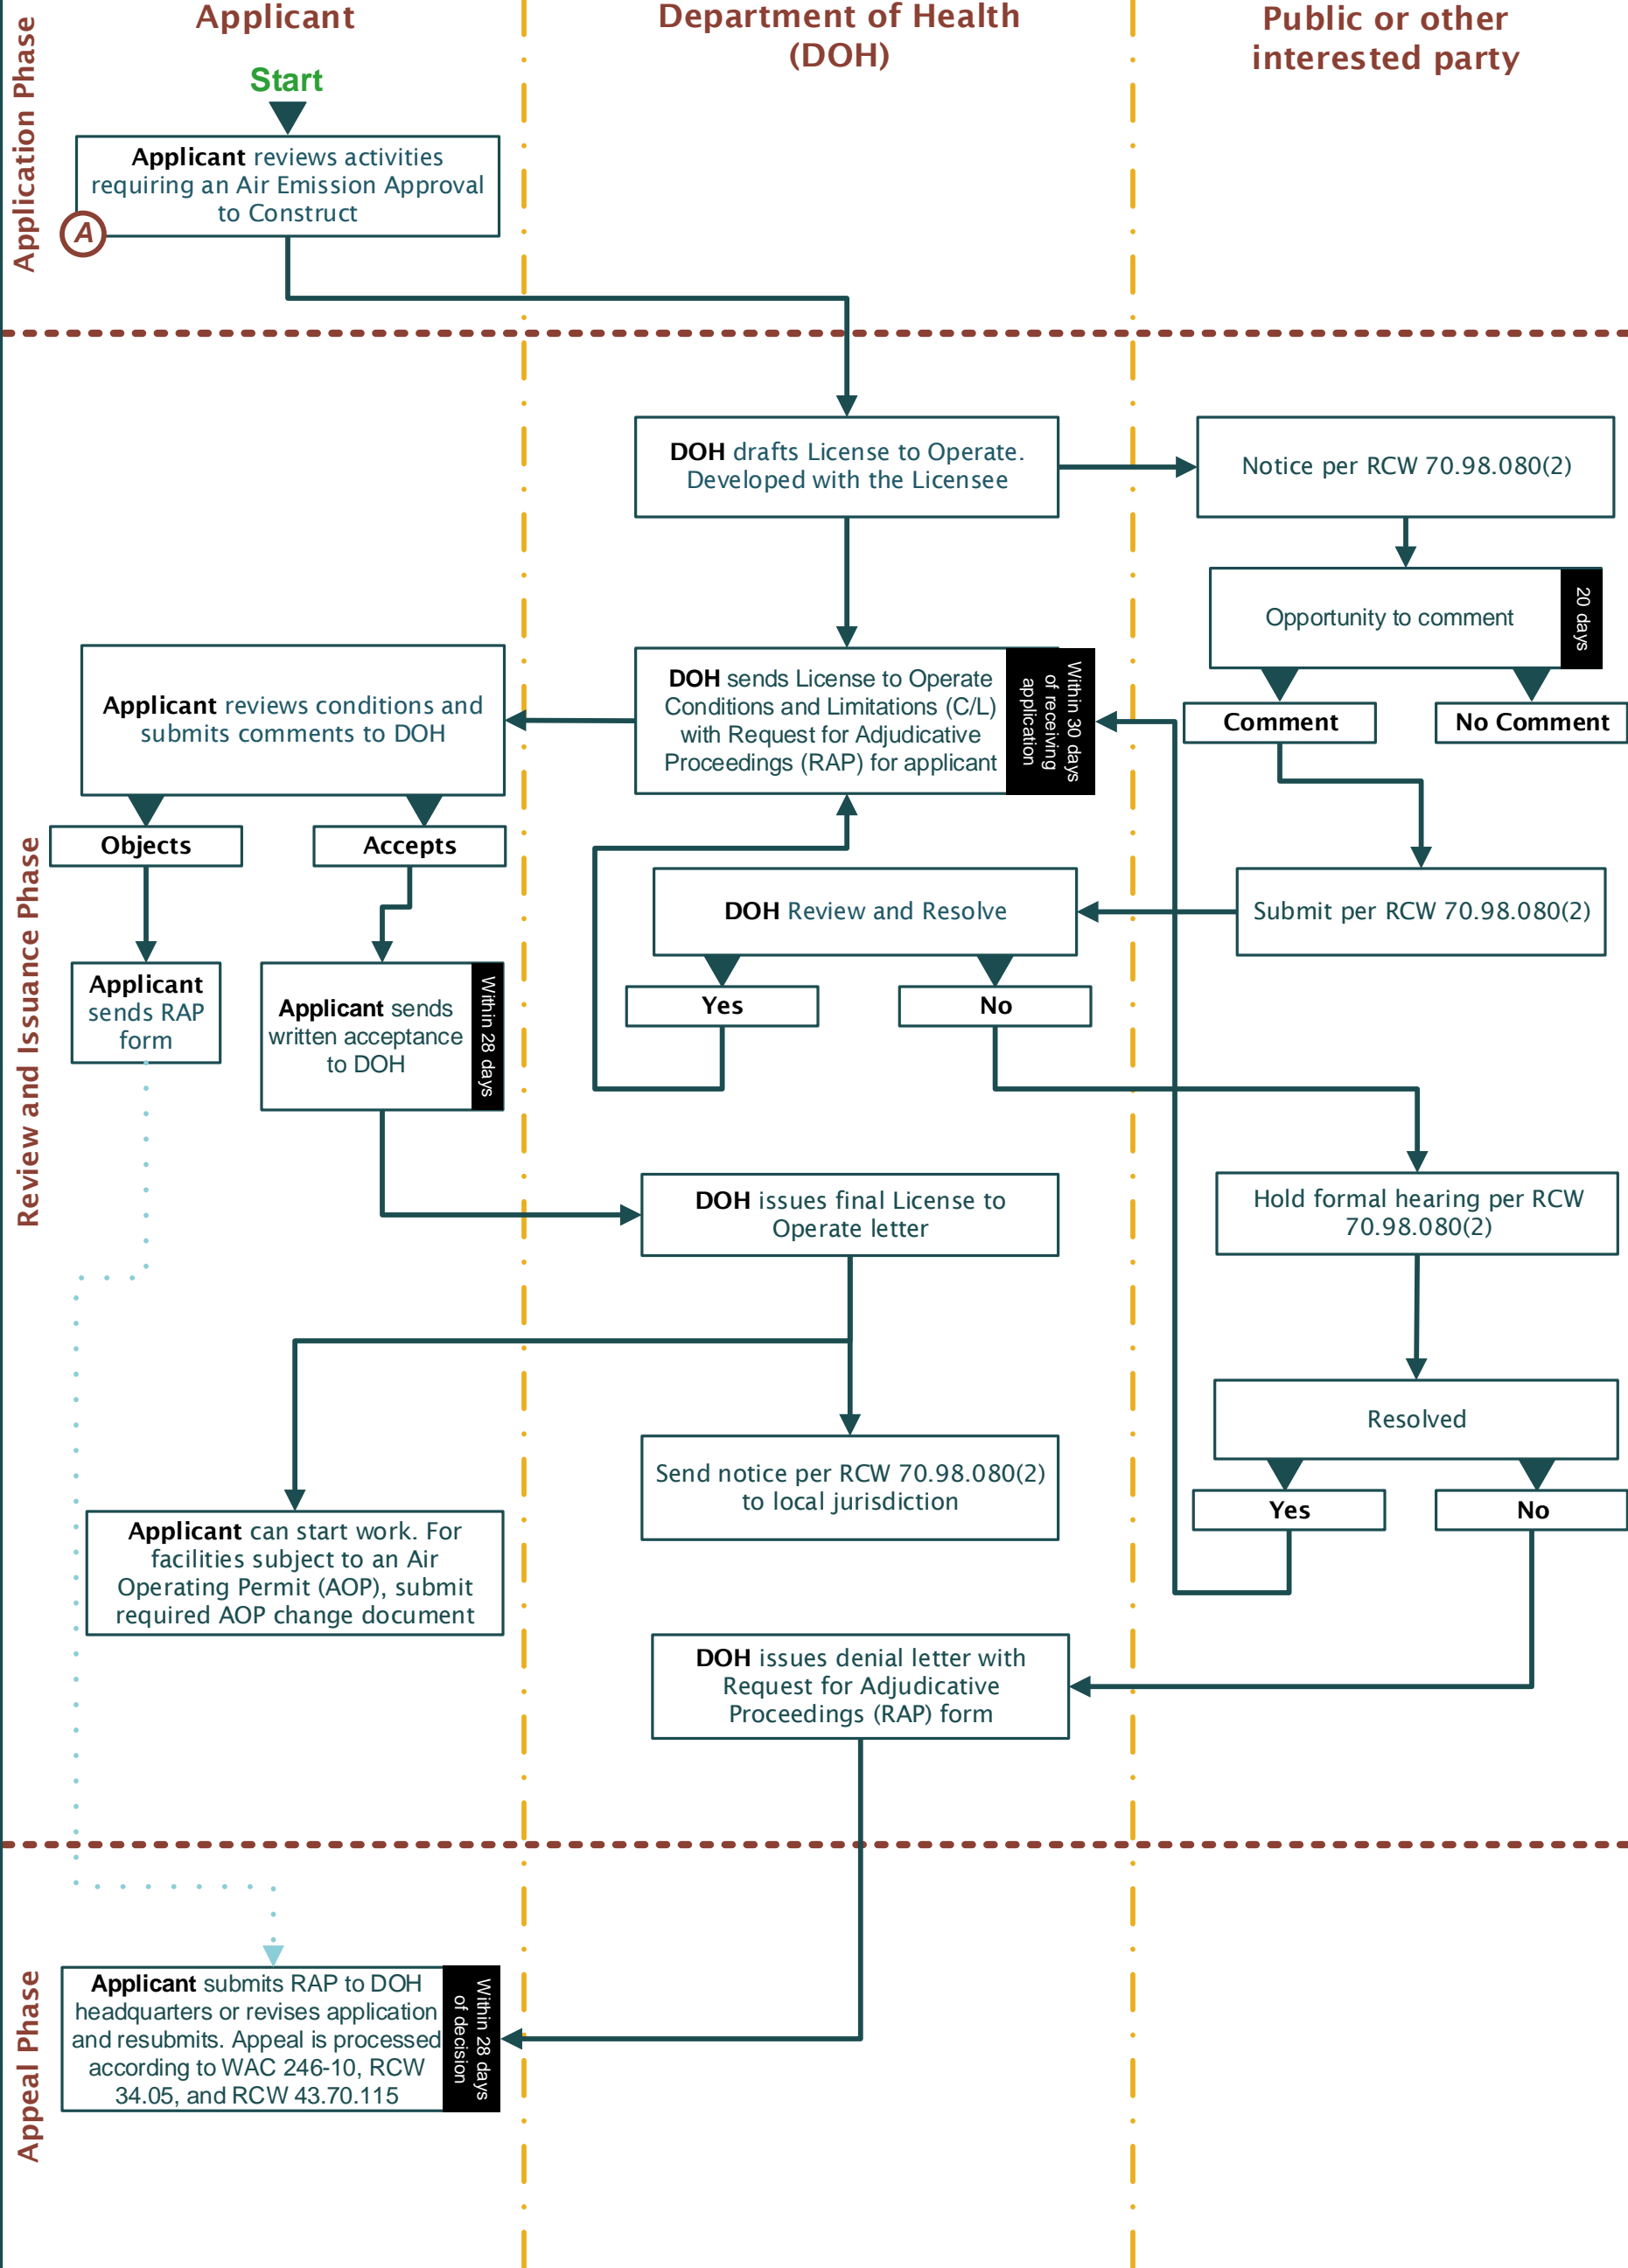 Applicant
Department of Health
(DOH)
Public or other
interested party
Application Phase
Start
Applicant reviews activities
requiring an Air Emission Approval
to Construct
A
Review and Issuance Phase
DOH drafts License to Operate.
Developed with the Licensee
Notice per RCW 70.98.080(2)
Opportunity to comment
20 days
Comment
No Comment
DOH sends License to Operate
Conditions and Limitations (C/L)
with Request for Adjudicative
Proceedings (RAP) for applicant
Within 30 days
of receiving
application
Applicant reviews conditions and
submits comments to DOH
Objects
Accepts
Submit per RCW 70.98.080(2)
DOH Review and Resolve
Yes
No
Applicant
sends RAP
form
Applicant sends
written acceptance
to DOH
Within 28 days
DOH issues final License to
Operate letter
Hold formal hearing per RCW
70.98.080(2)
Resolved
Yes
No
Send notice per RCW 70.98.080(2)
to local jurisdiction
Applicant can start work. For
facilities subject to an Air
Operating Permit (AOP), submit
required AOP change document
DOH issues denial letter with
Request for Adjudicative
Proceedings (RAP) form
Appeal Phase
Applicant submits RAP to DOH
headquarters or revises application
and resubmits. Appeal is processed
according to WAC 246-10, RCW
34.05, and RCW 43.70.115
Within 28 days
of decision